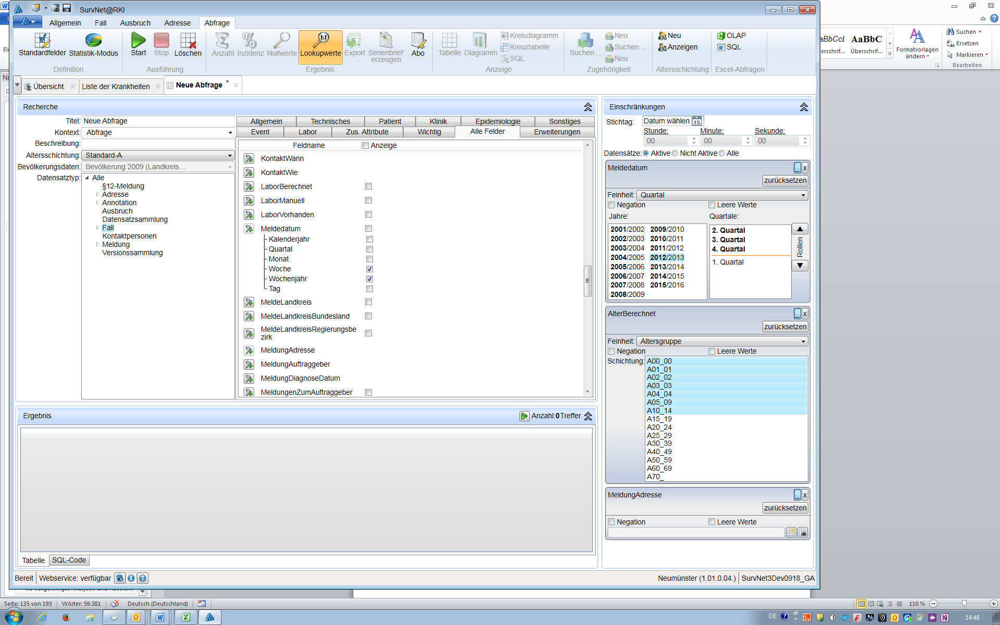 SurvNet@RKI
Allgemein Fall Ausbruch Adresse Abfrage
Standardfelder Statistik-Modus Start Stop Löschen Anzahl Inzidenz Nullwerte Lookupwerte Export Serienbrief erzeugen Abo Tabelle Diagramm Kreisdiagramm Kreuztabelle SQL Suchen ... Neu Suchen ... Neu Neu Anzeigen OLAP SQL
Definition Ausführung Ergebnis Anzeige Zugehörigkeit Altersschichtung Excel-Abfragen
AaBbC
Überschrif...
Formatvorlagen ändern
Suchen
Ersetzen
Markieren
Bearbeiten
Übersicht Liste der Krankheiten Neue Abfrage *
Recherche
Titel: Neue Abfrage
Kontext: Abfrage
Beschreibung:
Altersschichtung: Standard-A
Bevölkerungsdaten: Bevölkerung 2009 (Landkreis...
Datensatztyp: Alle
§12-Meldung
Adresse
Annotation
Ausbruch
Datensatzsammlung
Fall
Kontaktpersonen
Meldung
Versionssammlung
Allgemein Technisches Patient Klinik Epidemiologie Sonstiges
Event Labor Zus. Attribute Wichtig Alle Felder Erweiterungen
Feldname Anzeige
KontaktWann
KontaktWie
LaborBerechnet
LaborManuell
LaborVorhanden
Meldedatum
Kalenderjahr
Quartal
Monat
Woche
Wochenjahr
Tag
MeldeLandkreis
MeldeLandkreisBundesland
MeldeLandkreisRegierungsbe
zirk
MeldungAdresse
MeldungAuftraggeber
MeldungDiagnoseDatum
MeldungenZumAuftraggeber
Einschränkungen
Stichtag: Datum wählen 15
Stunde: Minute: Sekunde:
00 00 00
Datensätze: Aktive Nicht Aktive Alle
Meldedatum _ x
zurücksetzen
Feinheit: Quartal
Negation Leere Werte
Jahre: Quartale:
2001/2002 2009/2010
2002/2003 2010/2011
2003/2004 2011/2012
2004/2005 2012/2013
2005/2006 2013/2014
2006/2007 2014/2015
2007/2008 2015/2016
2008/2009
2. Quartal
3. Quartal
4. Quartal
1. Quartal
Rollen
AlterBerechnet _ x
zurücksetzen
Feinheit: Altersgruppe
Negation Leere Werte
Schichtung: A00_00
A01_01
A02_02
A03_03
A04_04
A05_09
A10_14
A15_19
A20_24
A25_29
A30_39
A40_49
A50_59
A60_69
A70_
MeldungAdresse _ x
zurücksetzen
Negation Leere Werte
Ergebnis Anzahl:0Treffer
Tabelle SQL-Code
Bereit Webservice: verfügbar Neumünster (1.01.0.04.) SurvNet3Dev0918_GA
Seite: 135 von 193 Wörter: 59.381 Deutsch (Deutschland) 110 %
DE 14:48